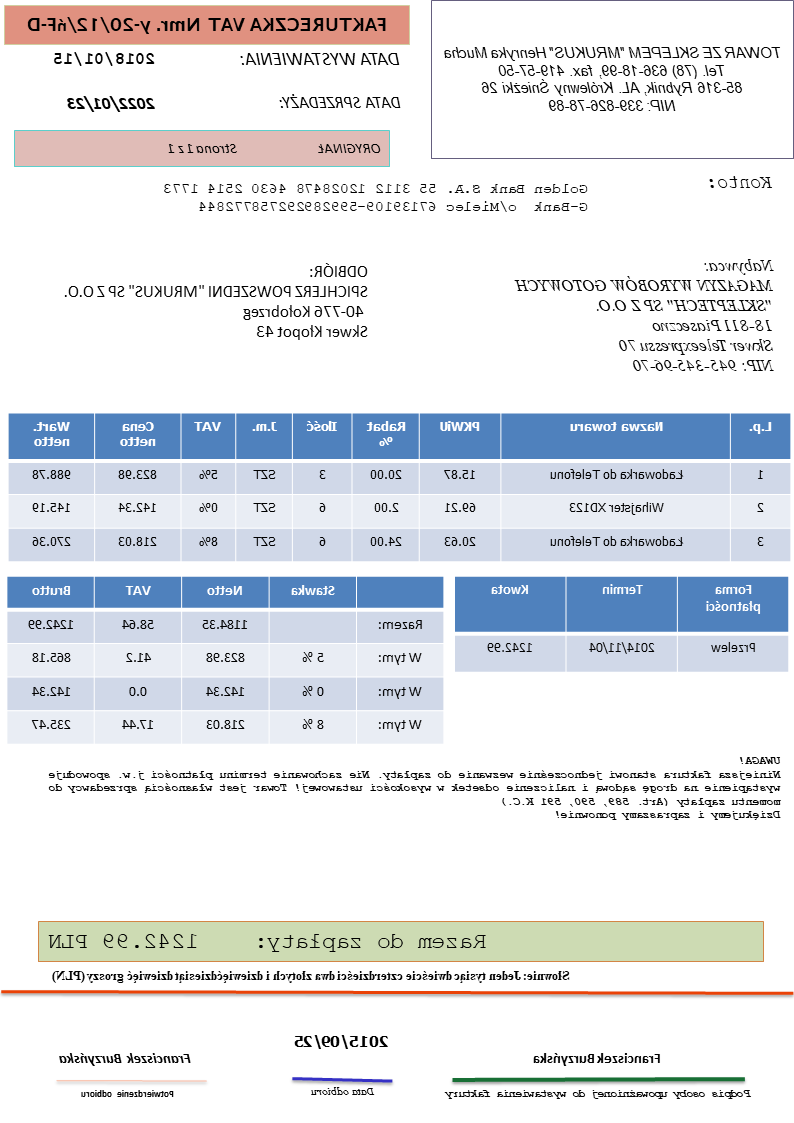 TOWAR ZE SKLEPEM "MRUKUS" Henryka Mucha
Tel. (78) 636-18-99, fax. 419-57-50
85-316 Rybnik, AL. Królewny Śnieżki 26
NIP: 339-826-78-89
FAKTURECZKA VAT Nmr. y-20/12/ńF-D
DATA WYSTAWIENIA: 2018/01/15
DATA SPRZEDAŻY: 2022/01/23
ORYGINAŁ Strona 1 z 1
Konto: Golden Bank S.A. 55 3112 12028478 4630 2514 1773
G-Bank o/Mielec 67139109-599289292758772844
Nabywca:
MAGAZYN WYROBÓW GOTOWYCH
"SKLEPTECH" SP Z O.O.
18-811 Piaseczno
Skwer Teleexpressu 70
NIP: 945-345-96-70
ODBIÓR:
SPICHLERZ POWSZEDNI "MRUKUS" SP Z O.O.
40-776 Kołobrzeg
Skwer Kłopot 43
L.p. Nazwa towaru PKWiU Rabat % Ilość J.m. VAT Cena netto Wart. netto
1 Ładowarka do Telefonu 15.87 20.00 3 SZT 5% 823.98 988.78
2 Wihajster XD123 69.21 2.00 6 SZT 0% 142.34 145.19
3 Ładowarka do Telefonu 20.63 24.00 6 SZT 8% 218.03 270.36
Forma płatności Termin Kwota
Przelew 2014/11/04 1242.99
Stawka Netto VAT Brutto
Razem: 1184.35 58.64 1242.99
W tym: 5 % 823.98 41.2 865.18
W tym: 0 % 142.34 0.0 142.34
W tym: 8 % 218.03 17.44 235.47
UWAGA!
Niniejsza faktura stanowi jednocześnie wezwanie do zapłaty. Nie zachowanie terminu płatności j.w. spowoduje
wystąpienie na drogę sądową i naliczenie odsetek w wysokości ustawowej! Towar jest własnością sprzedawcy do
momentu zapłaty (Art. 589, 590, 591 K.C.)
Dziękujemy i zapraszamy ponownie!
Razem do zapłaty: 1242.99 PLN
Słownie: Jeden tysiąc dwieście czterdzieści dwa złotych i dziewięćdziesiąt dziewięć groszy (PLN)
Franciszek Burzyńska
Podpis osoby upoważnionej do wystawienia faktury
2015/09/25
Data odbioru
Franciszek Burzyńska
Potwierdzenie odbioru